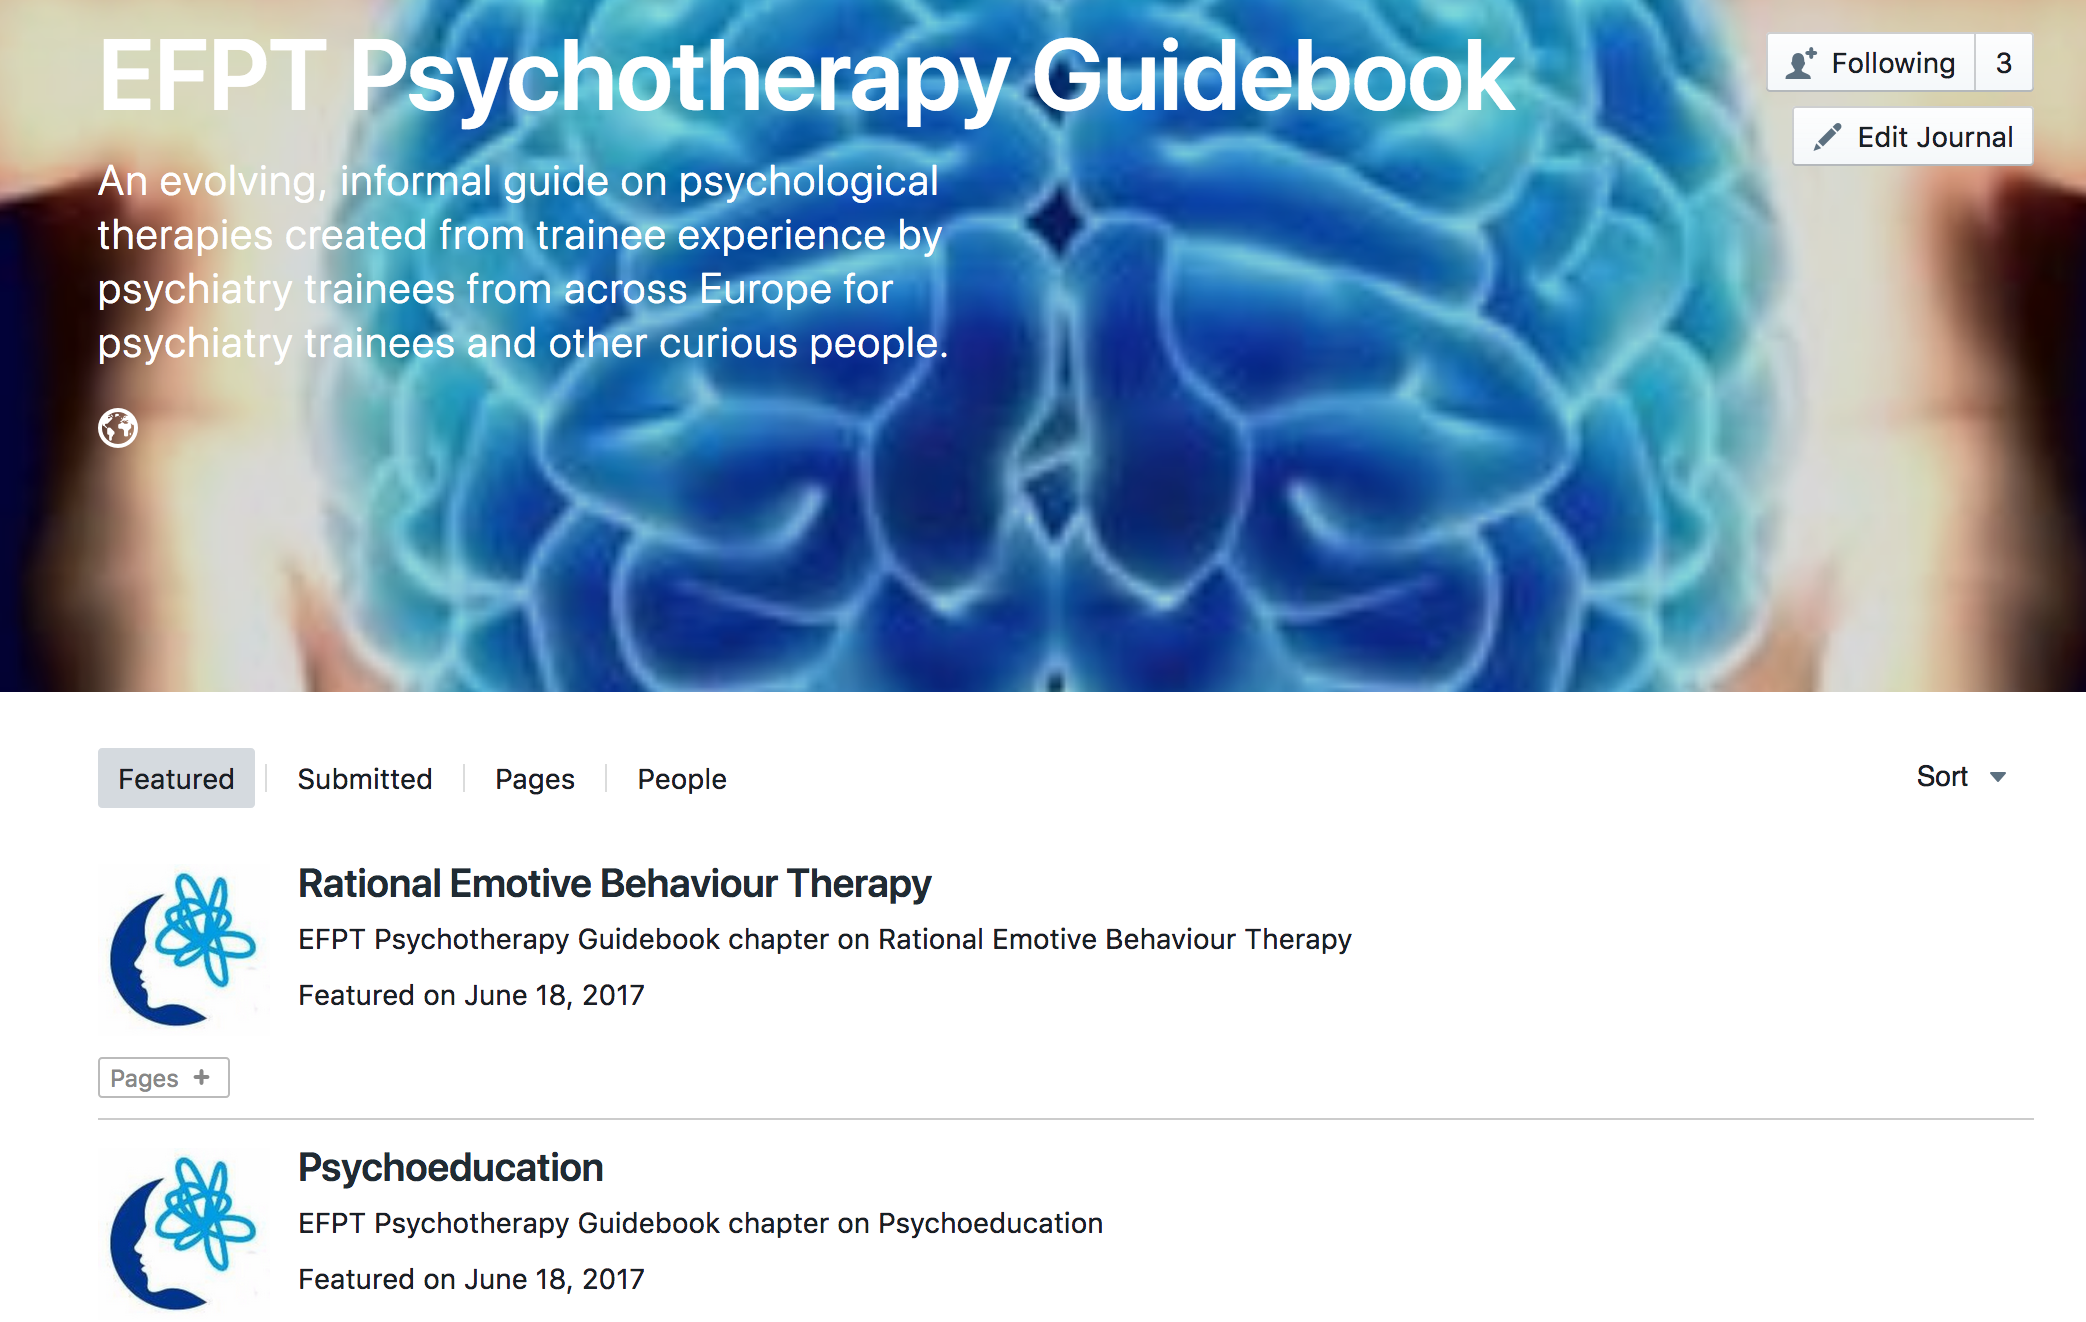 EFPT Psychotherapy Guidebook
Following 3
Edit Journal
An evolving, informal guide on psychological
therapies created from trainee experience by
psychiatry trainees from across Europe for
psychiatry trainees and other curious people.
Featured Submitted Pages People Sort
Rational Emotive Behaviour Therapy
EFPT Psychotherapy Guidebook chapter on Rational Emotive Behaviour Therapy
Featured on June 18, 2017
Pages +
Psychoeducation
EFPT Psychotherapy Guidebook chapter on Psychoeducation
Featured on June 18, 2017